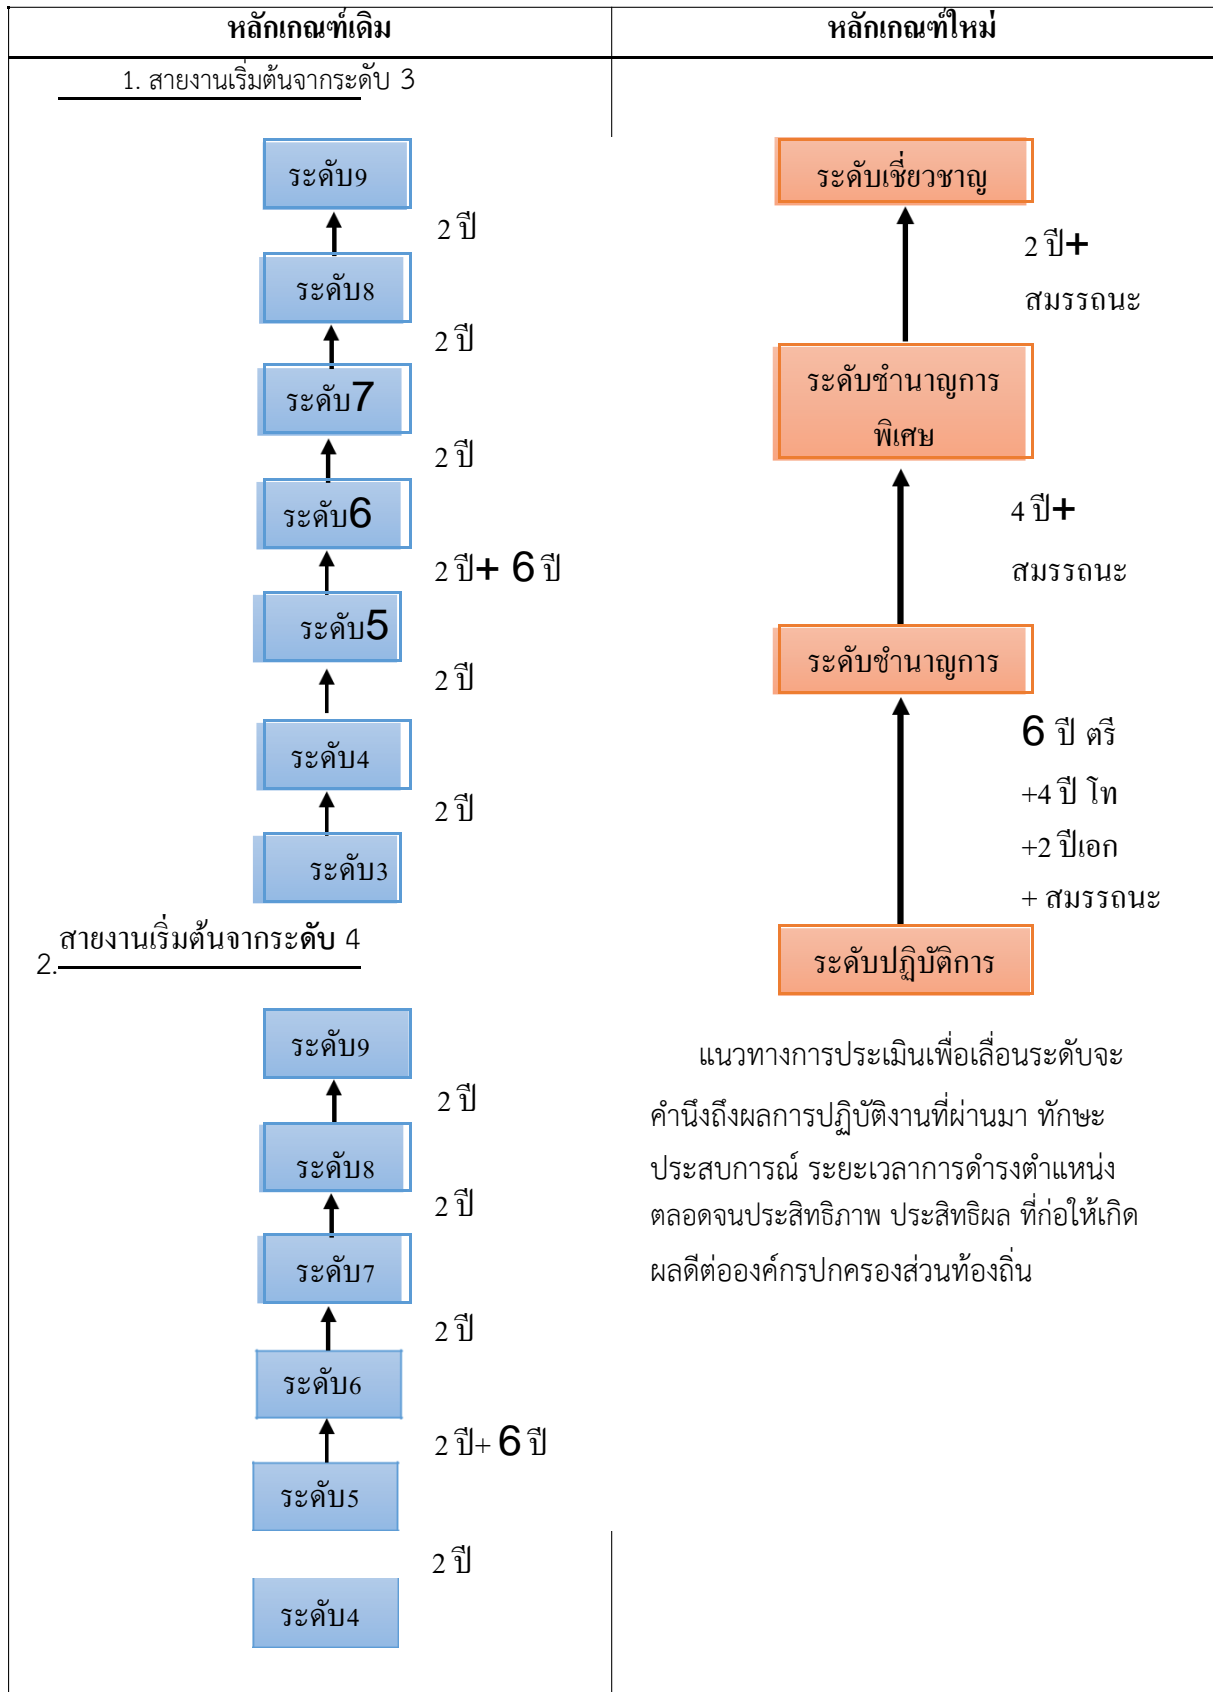 หลักเกณฑ์เดิม
หลักเกณฑ์ใหม่
1. สายงานเริ่มต้นจากระดับ 3
ระดับ9
2 ปี
ระดับ8
2 ปี
ระดับ7
2 ปี
ระดับ6
2 ปี+ 6 ปี
ระดับ5
2 ปี
ระดับ4
2 ปี
ระดับ3
2. สายงานเริ่มต้นจากระดับ 4
ระดับ9
2 ปี
ระดับ8
2 ปี
ระดับ7
2 ปี
ระดับ6
2 ปี+ 6 ปี
ระดับ5
2 ปี
ระดับ4
ระดับเชี่ยวชาญ
2 ปี+
สมรรถนะ
ระดับชำนาญการ
พิเศษ
4 ปี+
สมรรถนะ
ระดับชำนาญการ
6 ปี ตรี
+4 ปี โท
+2 ปีเอก
+ สมรรถนะ
ระดับปฏิบัติการ
แนวทางการประเมินเพื่อเลื่อนระดับจะ
คำนึงถึงผลการปฏิบัติงานที่ผ่านมา ทักษะ
ประสบการณ์ ระยะเวลาการดำรงตำแหน่ง
ตลอดจนประสิทธิภาพ ประสิทธิผล ที่ก่อให้เกิด
ผลดีต่อองค์กรปกครองส่วนท้องถิ่น